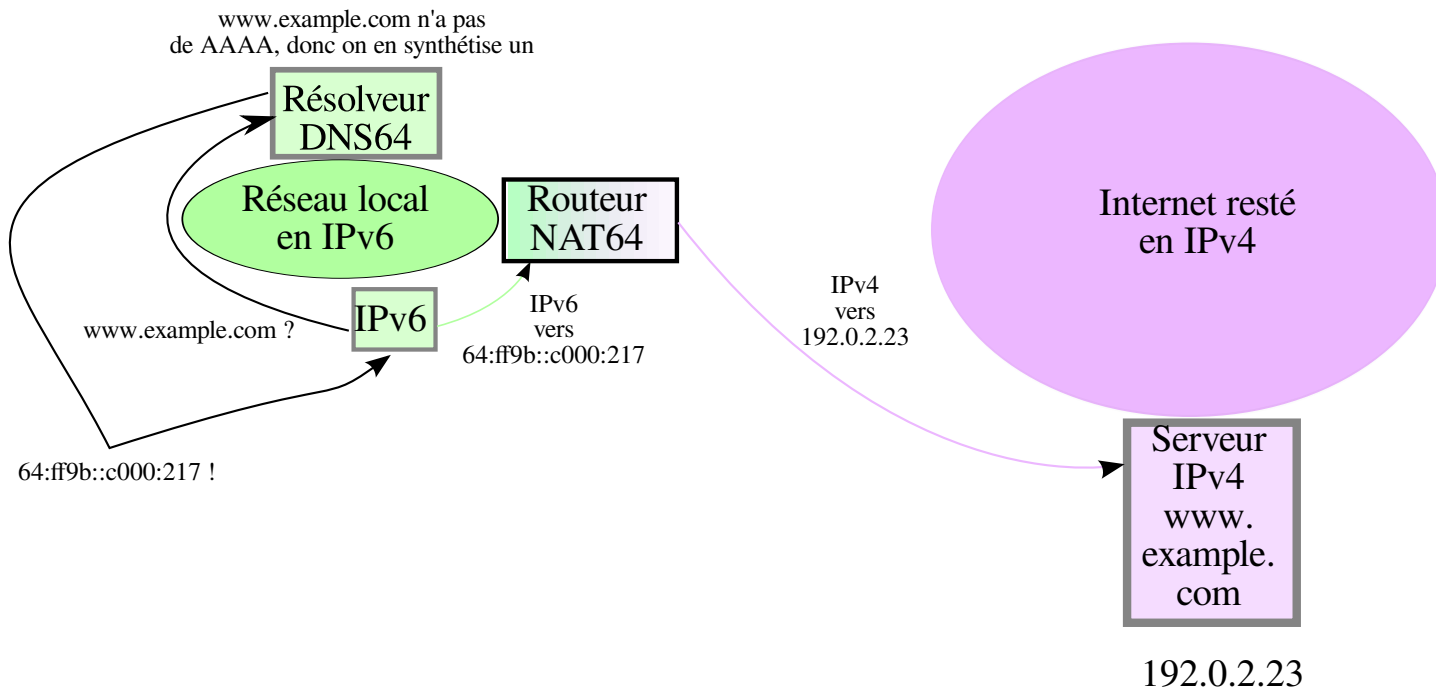 www.example.com n'a pas
de AAAA, donc on en synthétise un
Résolveur
DNS64
Réseau local
en IPv6
Routeur
NAT64
Internet resté
en IPv4
IPv6
www.example.com ?
IPv6
vers
64:ff9b::c000:217
IPv4
vers
192.0.2.23
64:ff9b::c000:217 !
Serveur
IPv4
www.
example.
com
192.0.2.23